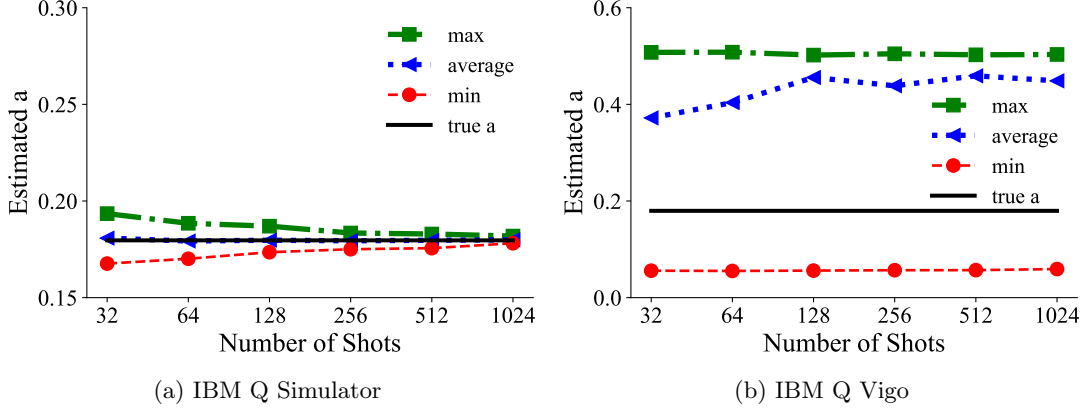 0.30
0.25
0.20
0.15
Estimated a
max
average
min
true a
32 64 128 256 512 1024
Number of Shots
(a) IBM Q Simulator
0.6
0.4
0.2
0.0
Estimated a
max
average
min
true a
32 64 128 256 512 1024
Number of Shots
(b) IBM Q Vigo